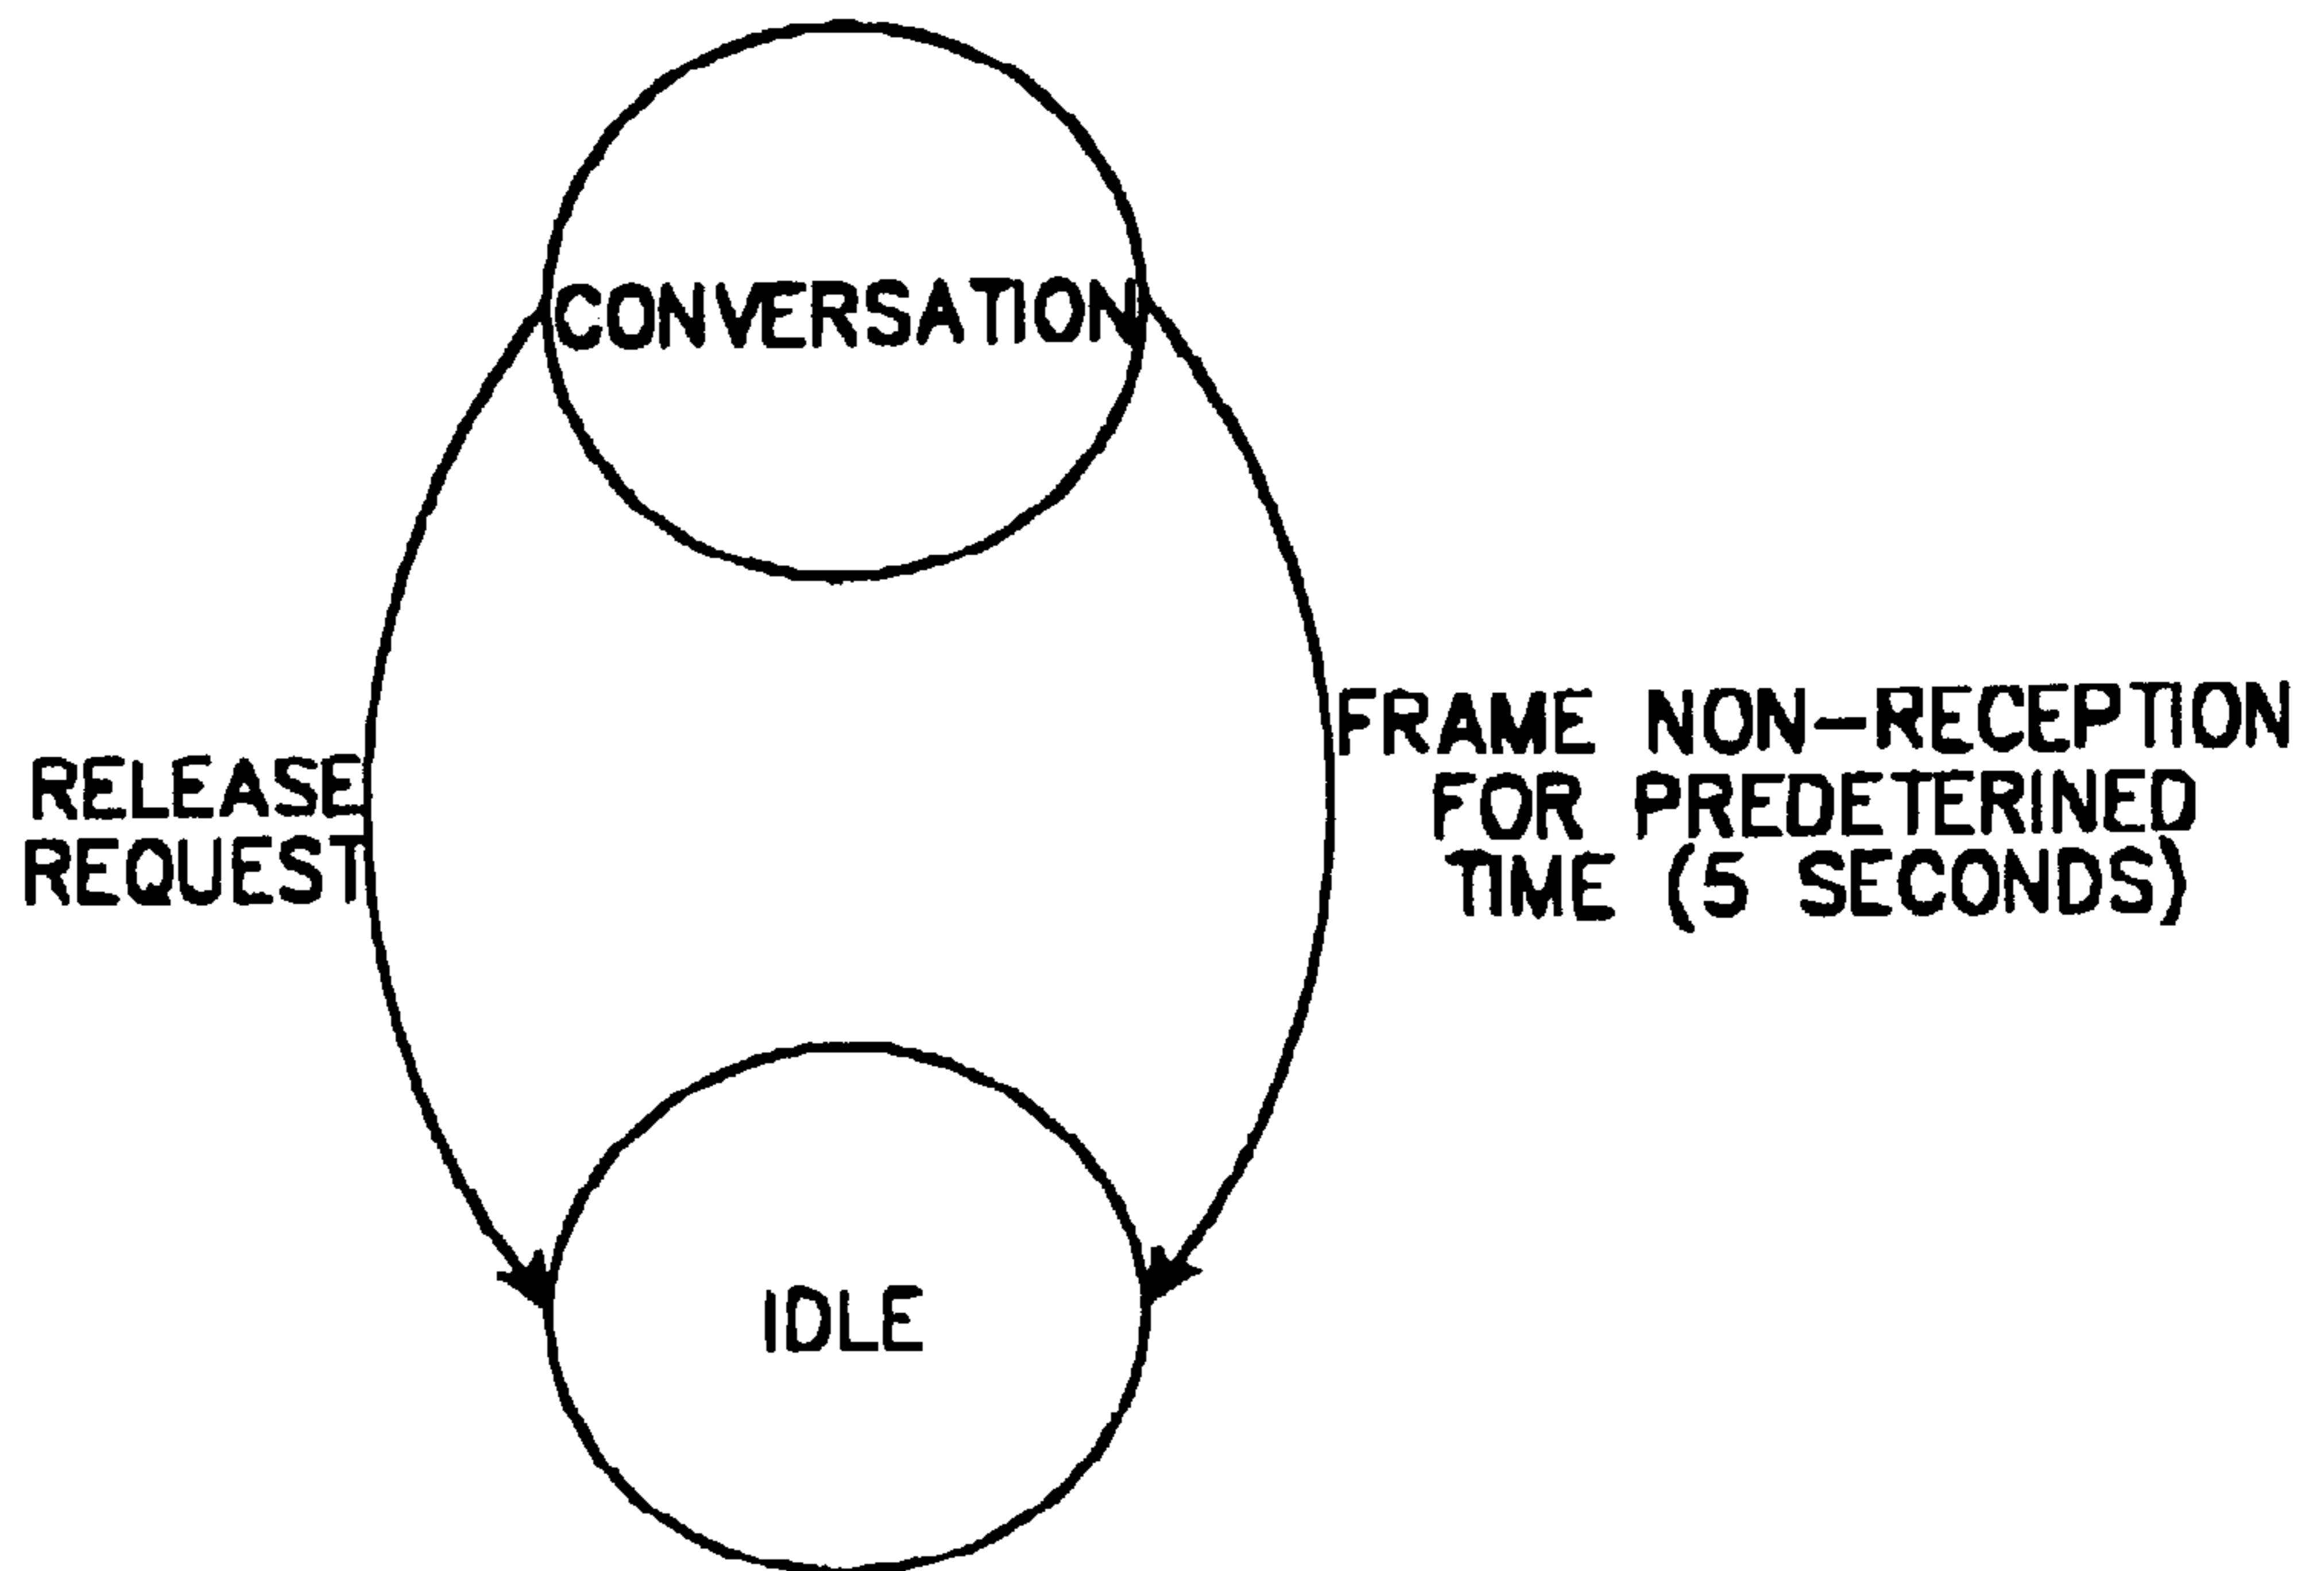 CONVERSATION
RELEASE
REQUEST
FRAME NON-RECEPTION
FOR PREDETERINED
TIME (5 SECONDS)
IDLE